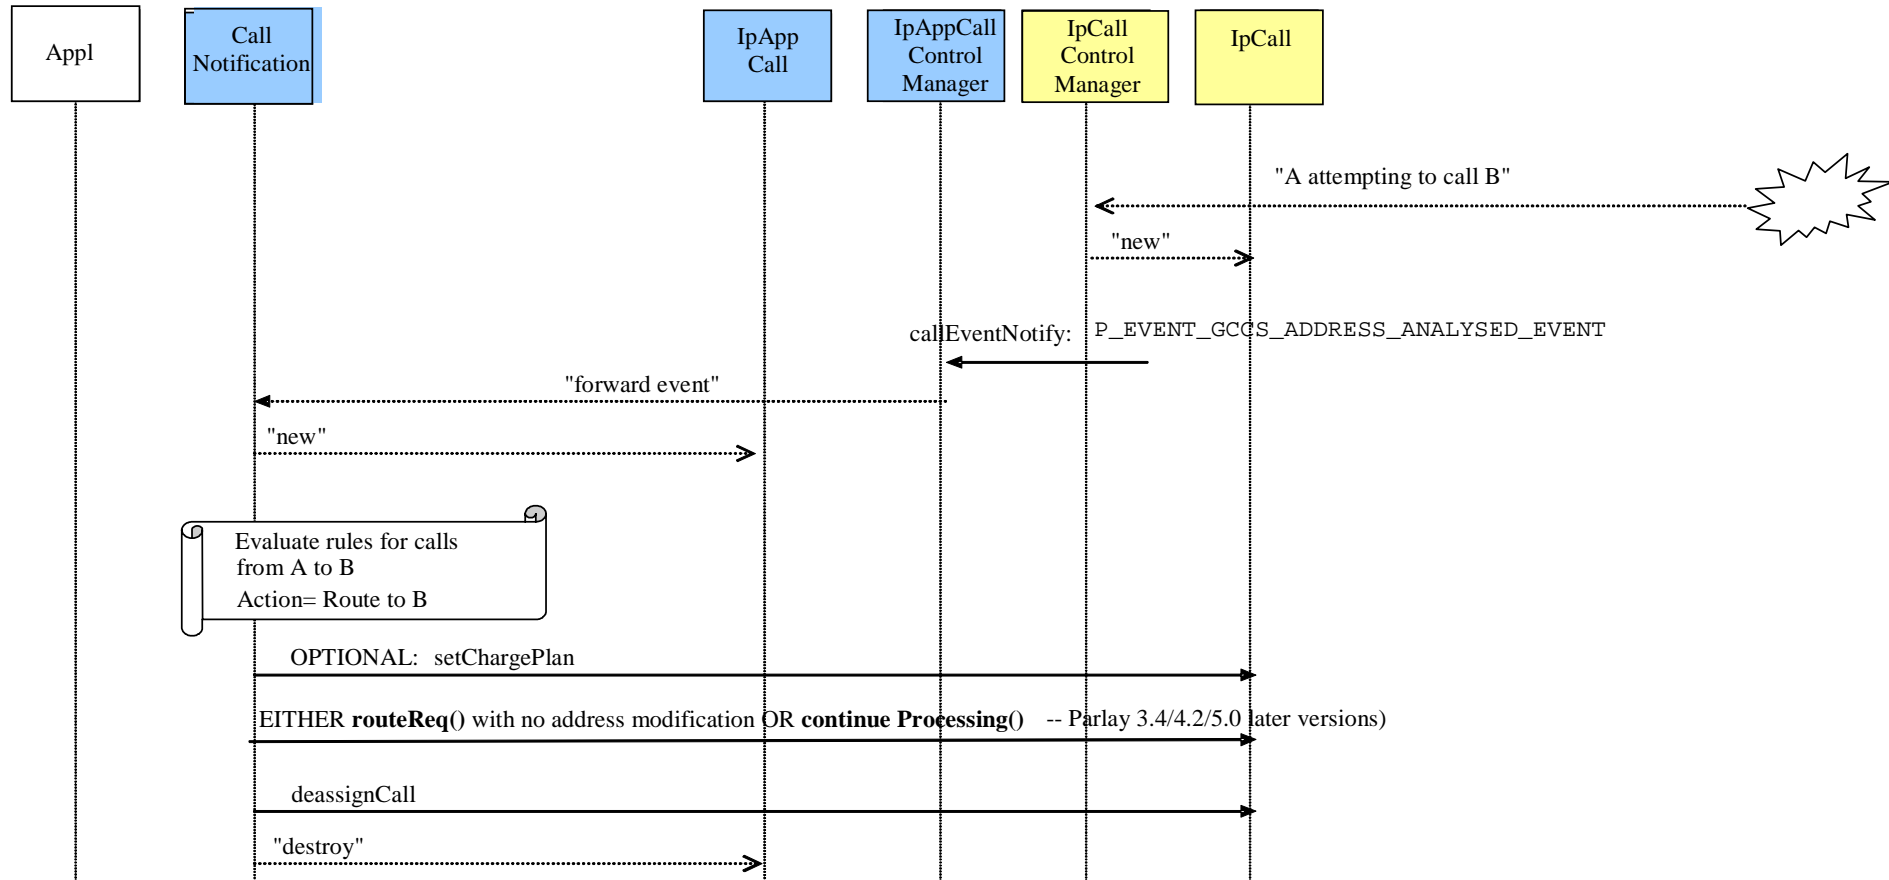 Appl
Call
Notification
IpApp
Call
IpAppCall
Control
Manager
IpCall
Control
Manager
IpCall
"A attempting to call B"
"new"
callEventNotify: P_EVENT_GCCS_ADDRESS_ANALYSED_EVENT
"forward event"
"new"
Evaluate rules for calls
from A to B
Action= Route to B
OPTIONAL: setChargePlan
EITHER routeReq() with no address modification OR continue Processing() -- Parlay 3.4/4.2/5.0 later versions)
deassignCall
"destroy"